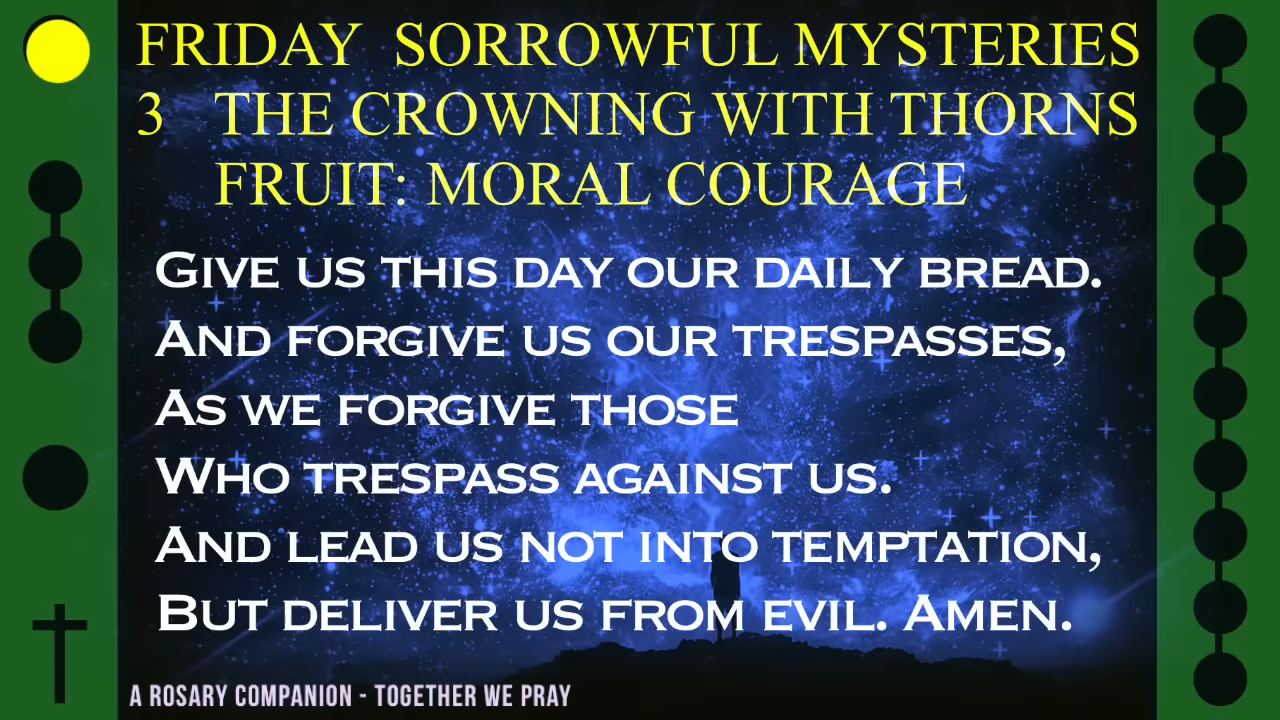 FRIDAY SORROWFUL MYSTERIES
3 THE CROWNING WITH THORNS
FRUIT: MORAL COURAGE
GIVE US THIS DAY OUR DAILY BREAD.
AND FORGIVE US OUR TRESPASSES,
AS WE FORGIVE THOSE
WHO TRESPASS AGAINST US.
AND LEAD US NOT INTO TEMPTATION,
BUT DELIVER US FROM EVIL. AMEN.
A ROSARY COMPANION - TOGETHER WE PRAY